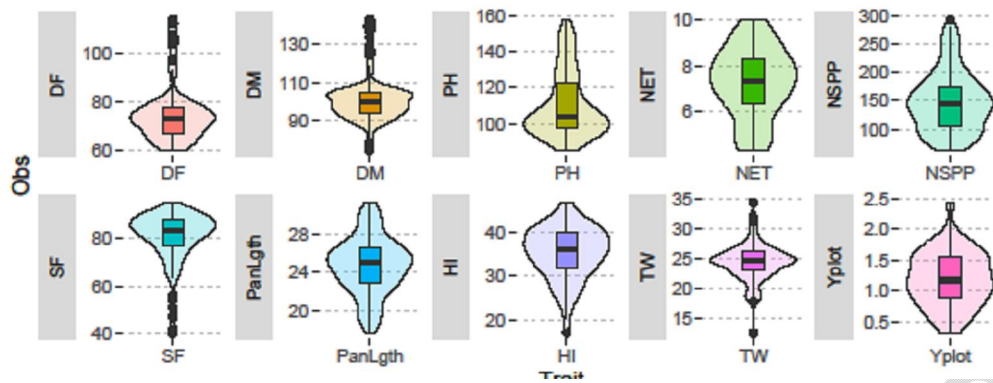 Obs
DF
100
80
60
DF
DM
130
110
90
DM
PH
160
140
120
100
PH
NET
10
8
6
NET
NSPP
300
250
200
150
100
NSPP
SF
80
60
40
SF
PanLgth
28
24
20
PanLgth
HI
40
30
20
HI
TW
35
30
25
20
15
TW
Yplot
2.5
2.0
1.5
1.0
0.5
Yplot
Trait